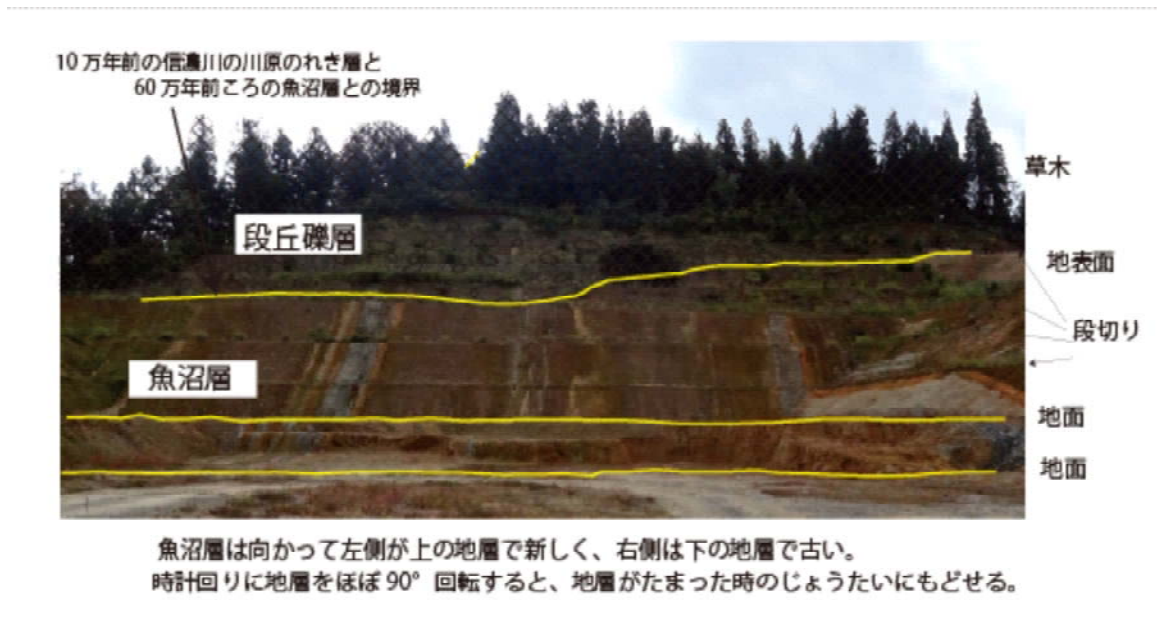 10万年前の信濃川の川原のれき層と
60万年前ころの魚沼層との境界
草木
段丘礫層
地表面
段切り
魚沼層
地面
地面
魚沼層は向かって左側が上の地層で新しく、右側は下の地層で古い。
時計回りに地層をほぼ90°回転すると、地層がたまった時のじょうたいにもどせる。